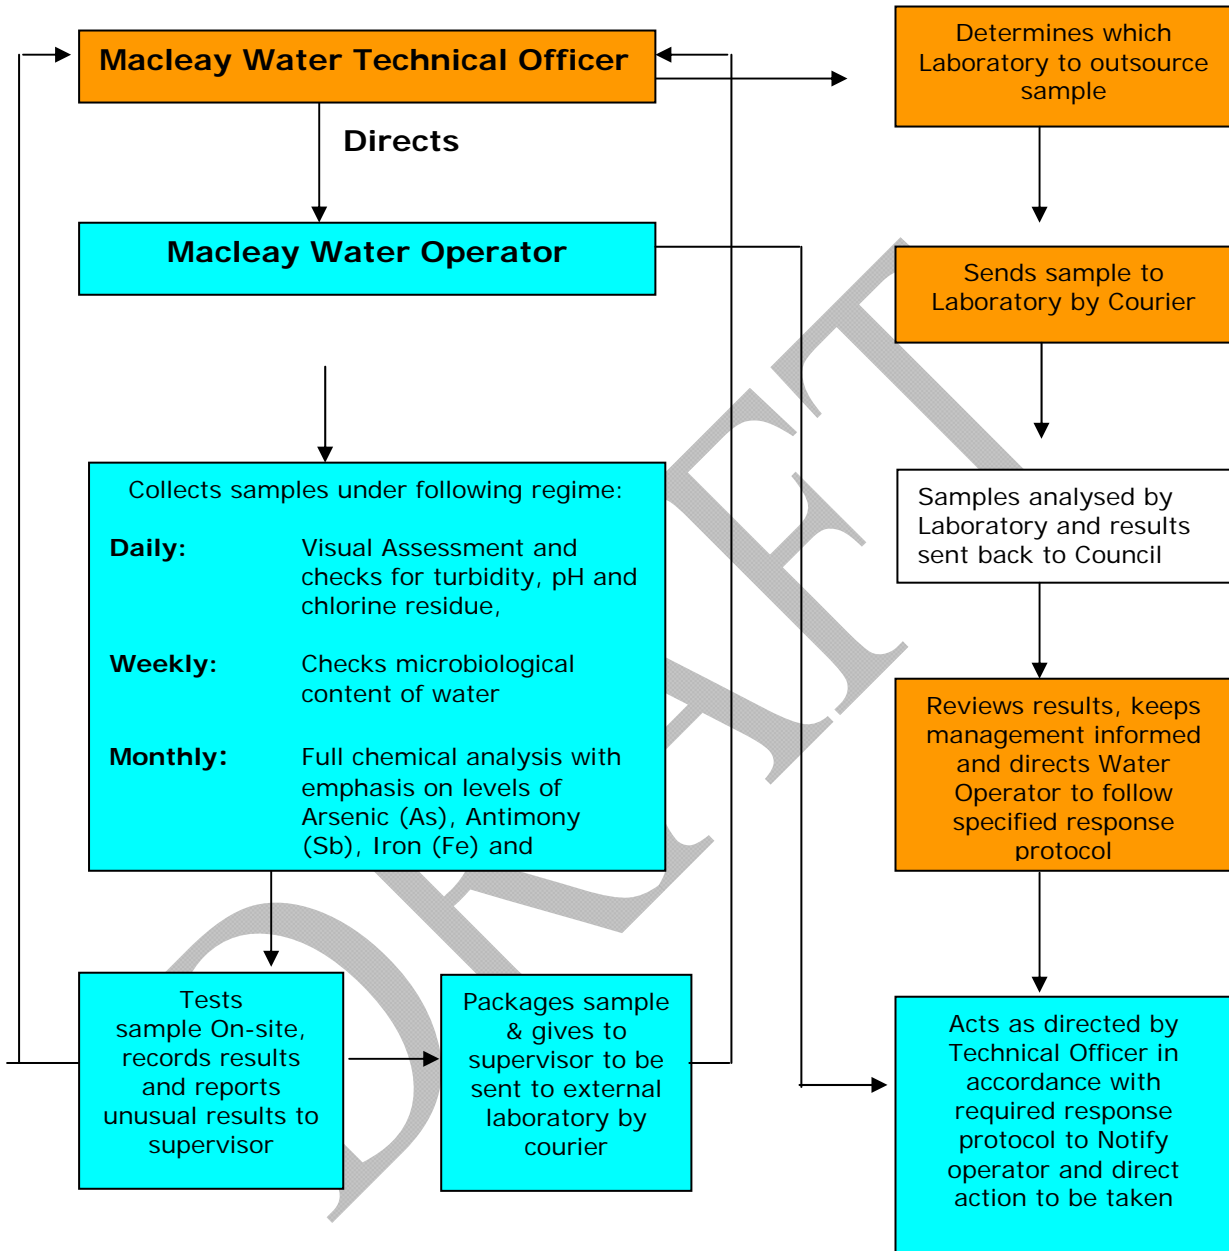 Macleay Water Technical Officer
Directs
Macleay Water Operator
Collects samples under following regime:
Daily: Visual Assessment and
checks for turbidity, pH and
chlorine residue,
Weekly: Checks microbiological
content of water
Monthly: Full chemical analysis with
emphasis on levels of
Arsenic (As), Antimony
(Sb), Iron (Fe) and
Tests
sample On-site,
records results
and reports
unusual results to
supervisor
Packages sample
& gives to
supervisor to be
sent to external
laboratory by
courier
Determines which
Laboratory to outsource
sample
Sends sample to
Laboratory by Courier
Samples analysed by
Laboratory and results
sent back to Council
Reviews results, keeps
management informed
and directs Water
Operator to follow
specified response
protocol
Acts as directed by
Technical Officer in
accordance with
required response
protocol to Notify
operator and direct
action to be taken
DRAFT